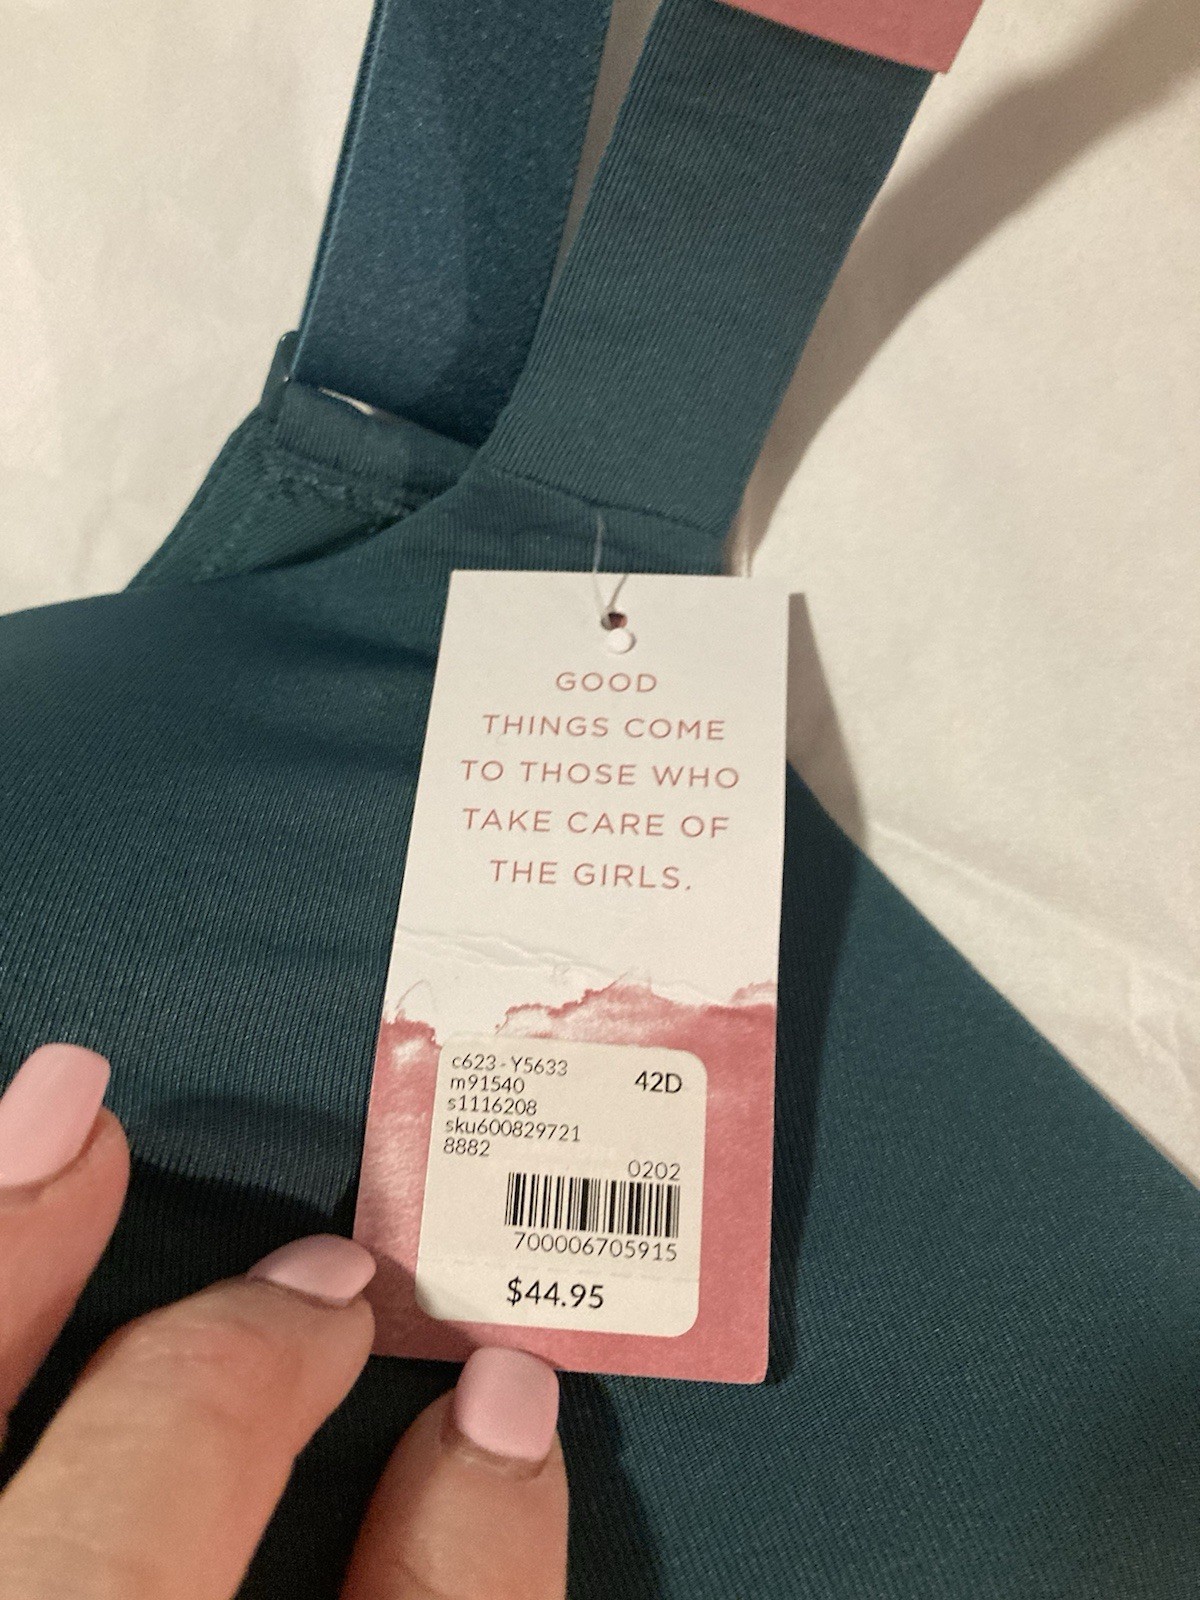 GOOD
THINGS COME
TO THOSE WHO
TAKE CARE OF
THE GIRLS.
c623-Y5633
m91540
42D
s1116208
sku600829721
8882
0202
700006705915
$44.95